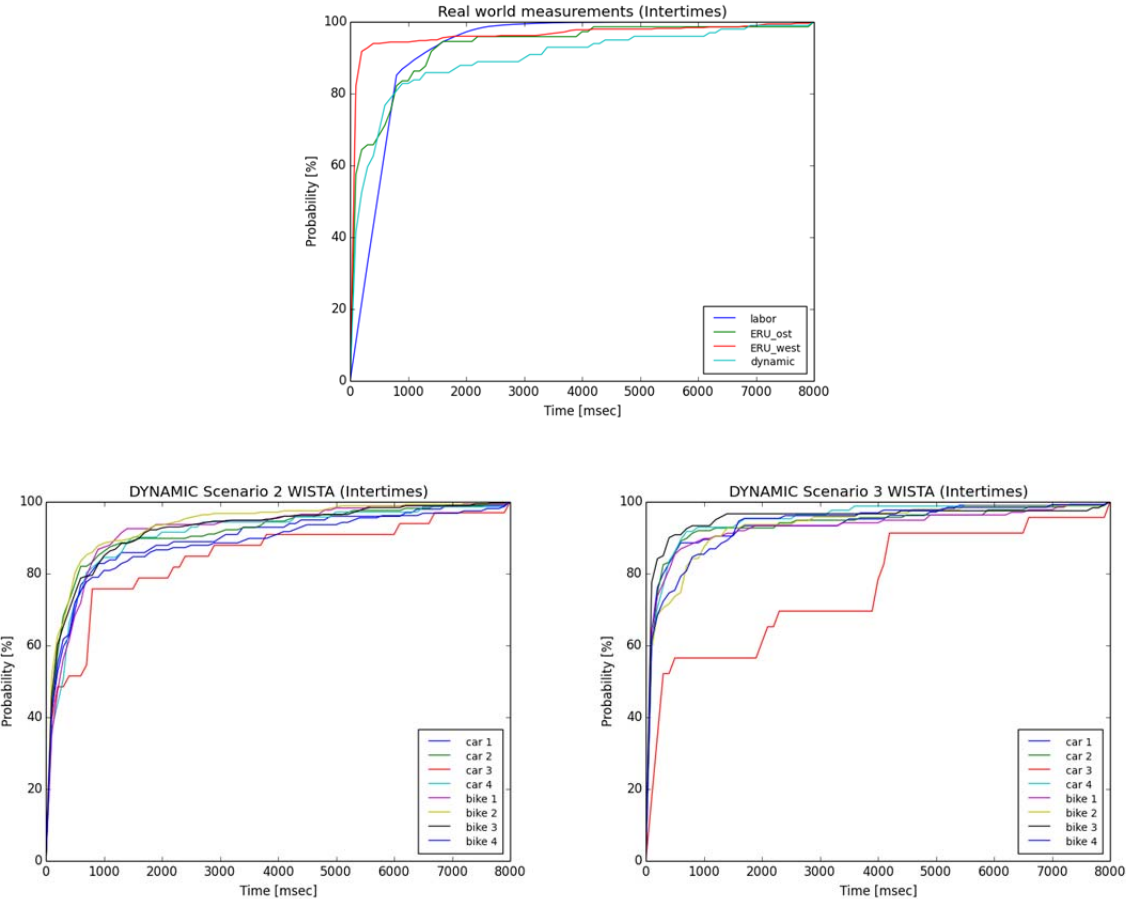 Real world measurements (Intertimes)
100
80
60
40
20
0
Probability [%]
0 1000 2000 3000 4000 5000 6000 7000 8000
Time [msec]
labor
ERU_ost
ERU_west
dynamic
DYNAMIC Scenario 2 WISTA (Intertimes)
100
80
60
40
20
0
Probability [%]
0 1000 2000 3000 4000 5000 6000 7000 8000
Time [msec]
car 1
car 2
car 3
car 4
bike 1
bike 2
bike 3
bike 4
DYNAMIC Scenario 3 WISTA (Intertimes)
100
80
60
40
20
0
Probability [%]
0 1000 2000 3000 4000 5000 6000 7000 8000
Time [msec]
car 1
car 2
car 3
car 4
bike 1
bike 2
bike 3
bike 4